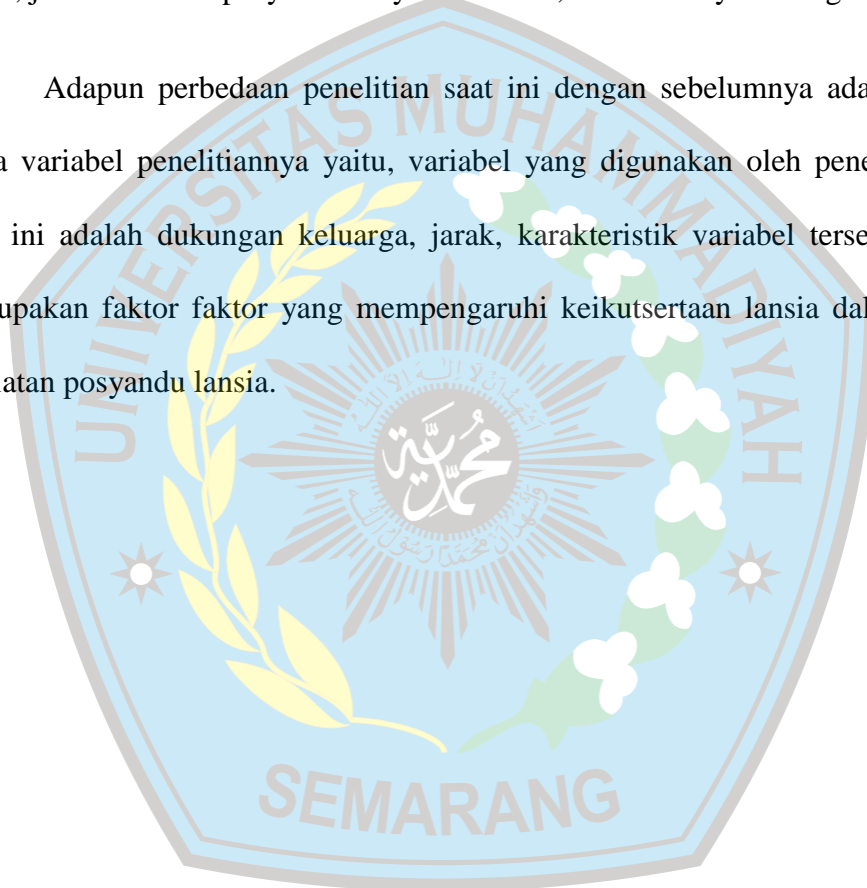 Adapun perbedaan penelitian saat ini dengan sebelumnya ada
variabel penelitiannya yaitu, variabel yang digunakan oleh pene
ini adalah dukungan keluarga, jarak, karakteristik variabel terse
upakan faktor faktor yang mempengaruhi keikutsertaan lansia dal
atan posyandu lansia.
UNIVERSITAS MUHAMMADIYAH
محمدية
SEMARANG